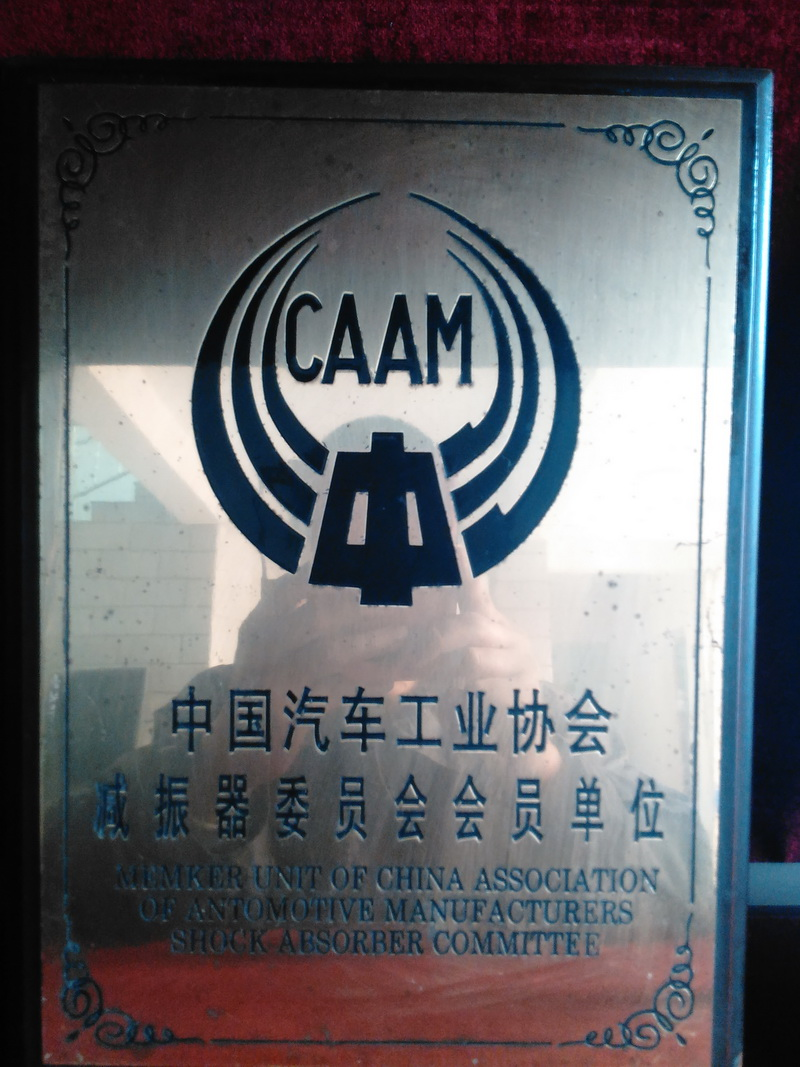 CAAM
中
中国汽车工业协会
减振器委员会会员单位
MEMKER UNIT OF CHINA ASSOCIATION
OF ANTOMOTIVE MANUFACTURERS
SHOCK ABSORBER COMMITTEE